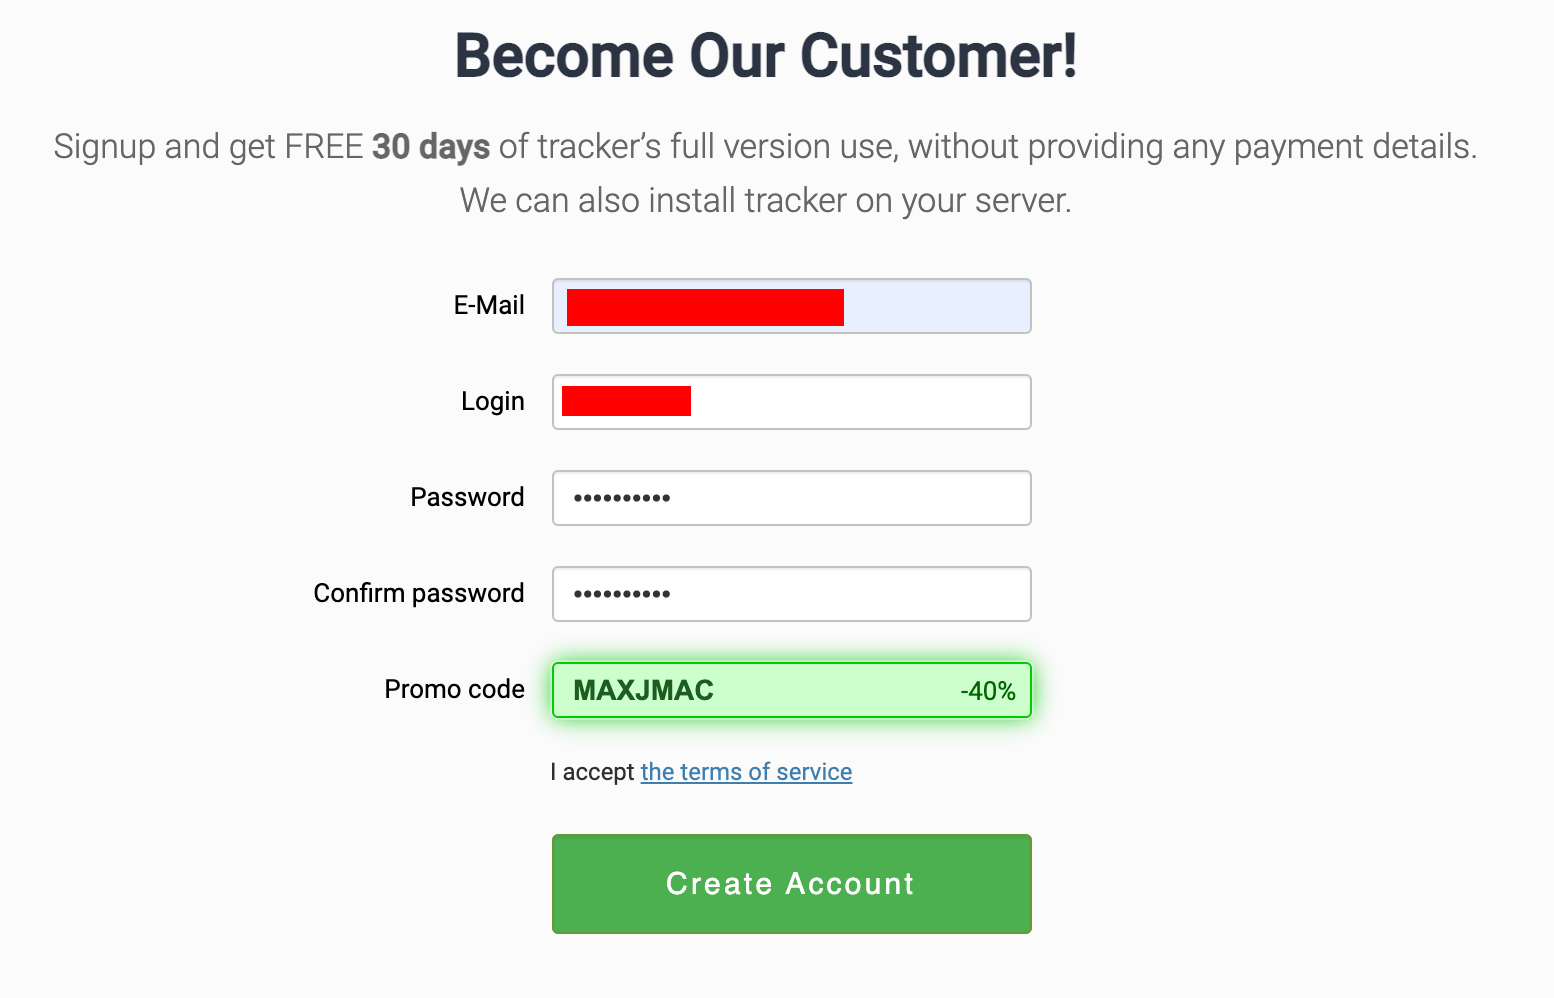 Become Our Customer!
Signup and get FREE 30 days of tracker’s full version use, without providing any payment details.
We can also install tracker on your server.
E-Mail
Login
Password ••••••••••
Confirm password ••••••••••
Promo code MAXJMAC -40%
I accept the terms of service
Create Account